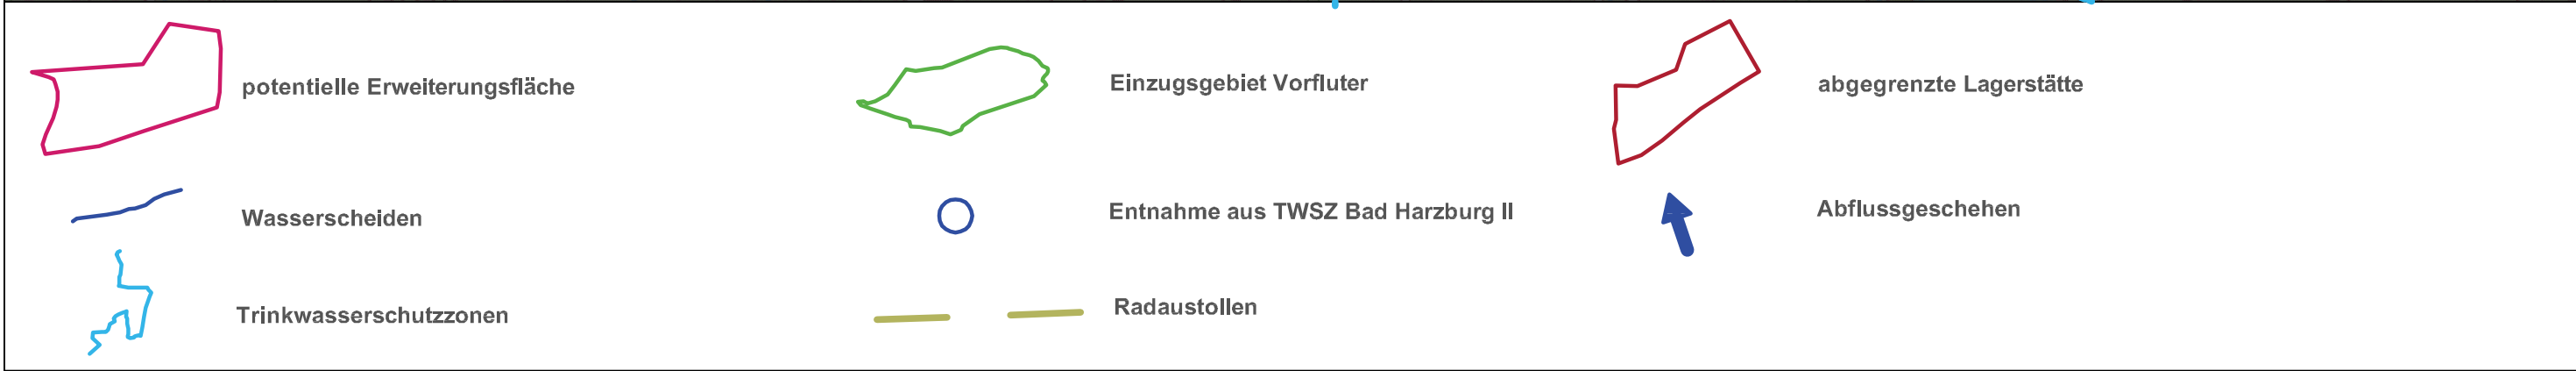 potentielle Erweiterungsfläche
Einzugsgebiet Vorfluter
abgegrenzte Lagerstätte
Wasserscheiden
Entnahme aus TWSZ Bad Harzburg II
Abflussgeschehen
Trinkwasserschutzzonen
Radaustollen